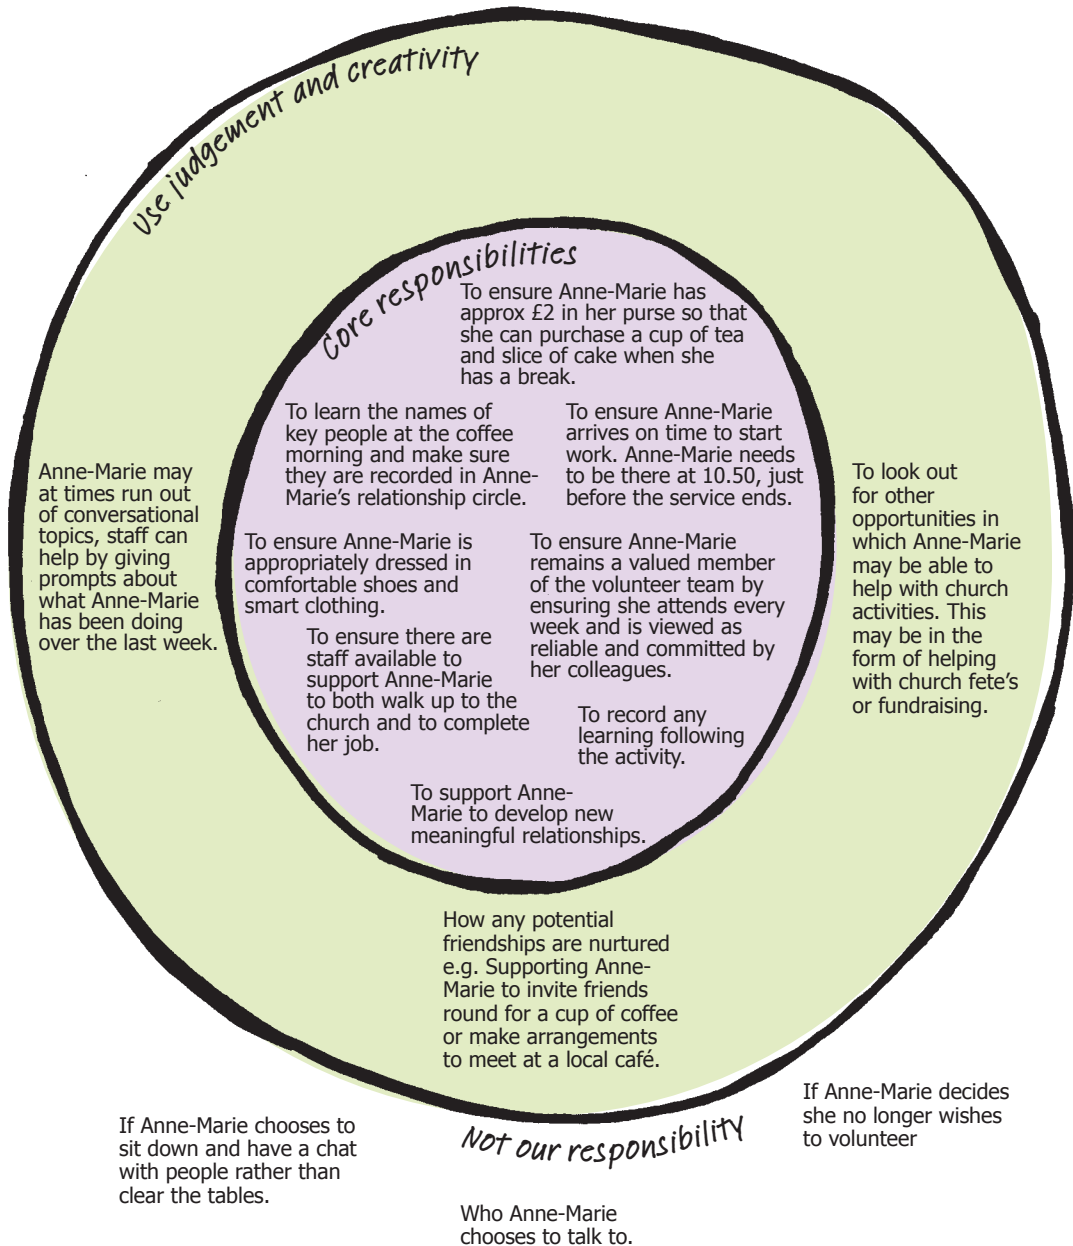 Use judgement and creativity
Core responsibilities
To ensure Anne-Marie has
approx £2 in her purse so that
she can purchase a cup of tea
and slice of cake when she
has a break.
To learn the names of
key people at the coffee
morning and make sure
they are recorded in Anne-
Marie’s relationship circle.
To ensure Anne-Marie
arrives on time to start
work. Anne-Marie needs
to be there at 10.50, just
before the service ends.
Anne-Marie may
at times run out
of conversational
topics, staff can
help by giving
prompts about
what Anne-Marie
has been doing
over the last week.
To ensure Anne-Marie is
appropriately dressed in
comfortable shoes and
smart clothing.
To ensure Anne-Marie
remains a valued member
of the volunteer team by
ensuring she attends every
week and is viewed as
reliable and committed by
her colleagues.
To look out
for other
opportunities in
which Anne-Marie
may be able to
help with church
activities. This
may be in the
form of helping
with church fete’s
or fundraising.
To ensure there are
staff available to
support Anne-Marie
to both walk up to the
church and to complete
her job.
To record any
learning following
the activity.
To support Anne-
Marie to develop new
meaningful relationships.
How any potential
friendships are nurtured
e.g. Supporting Anne-
Marie to invite friends
round for a cup of coffee
or make arrangements
to meet at a local café.
Not our responsibility
If Anne-Marie chooses to
sit down and have a chat
with people rather than
clear the tables.
If Anne-Marie decides
she no longer wishes
to volunteer
Who Anne-Marie
chooses to talk to.